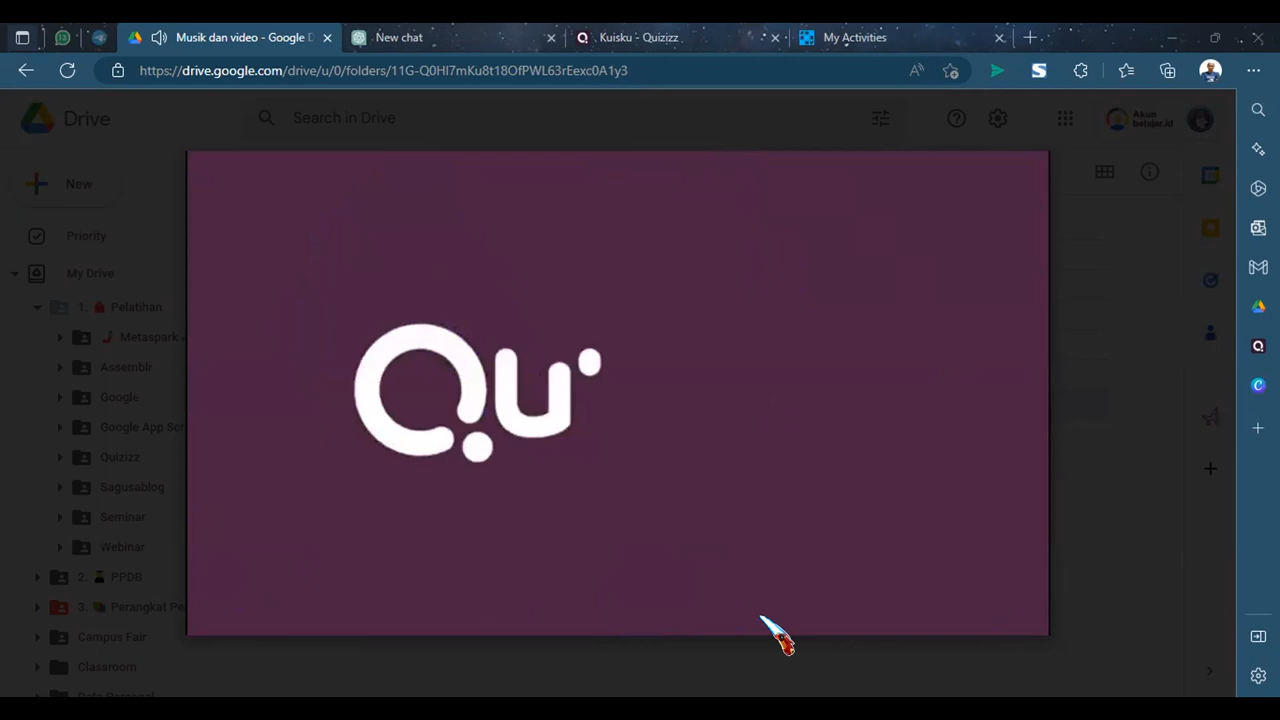 Musik dan video - Google D
New chat
Kuisku - Quizizz
My Activities
https://drive.google.com/drive/u/0/folders/11G-Q0HI7mKu8t18OfPWL63rEexc0A1y3
Drive
Search in Drive
Akun
belajar.id
New
Priority
My Drive
1. Pelatihan
Metaspark
Assemblr
Google
Google App Scr
Quizizz
Sagusablog
Seminar
Webinar
2. PPDB
3. Perangkat Pe
Campus Fair
Classroom
Data Personal
Qu